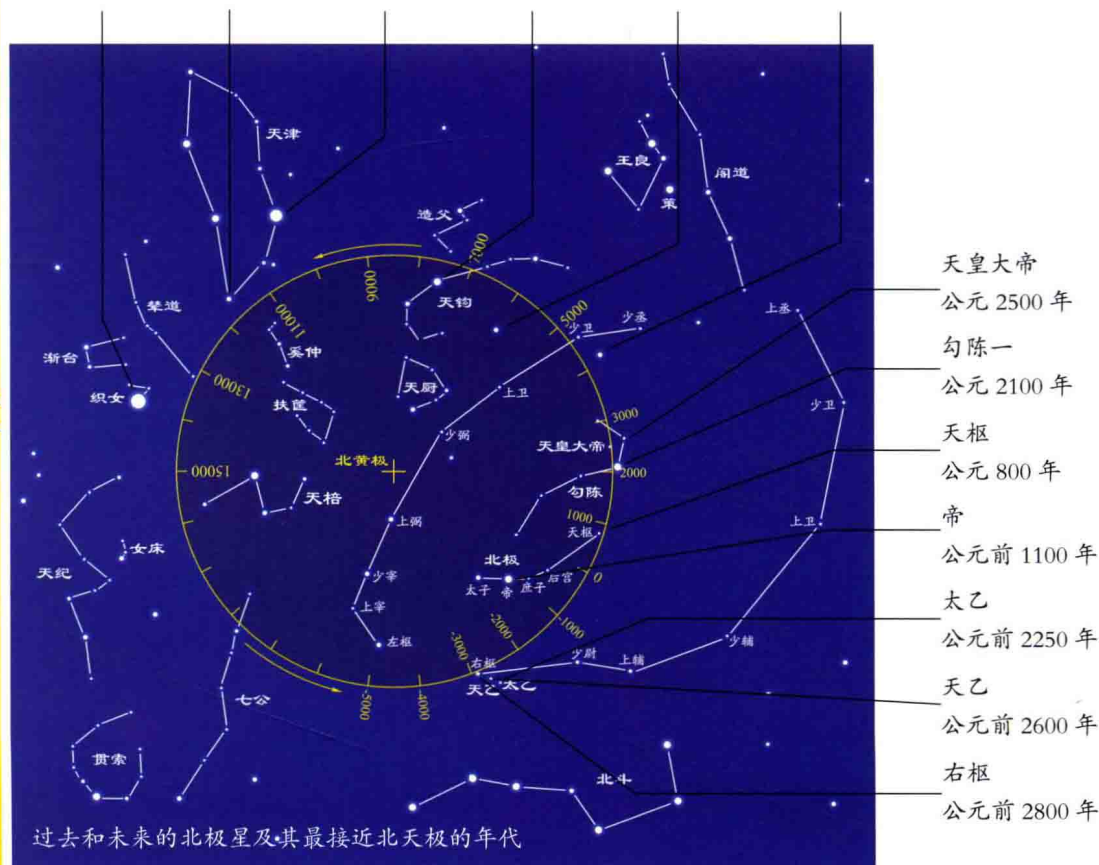 天津
王良
阁道
策
造父
7000
9000
天钧
5000
11000
上丞
少丞
少卫
奚仲
辇道
渐台
13000
天厨
织女
扶筐
上卫
少卫
3000
少弼
天皇大帝
北黄极
15000
2000
天棓
勾陈
1000
上弼
天枢
上卫
女床
北极
后宫
天纪
0
少宰
太子
帝
庶子
上宰
-1000
-2000
左枢
-3000
少辅
右枢
少尉
上辅
天乙
太乙
七公
-5000
-4000
贯索
北斗
过去和未来的北极星及其最接近北天极的年代
天皇大帝
公元 2500 年
勾陈一
公元 2100 年
天枢
公元 800 年
帝
公元前 1100 年
太乙
公元前 2250 年
天乙
公元前 2600 年
右枢
公元前 2800 年